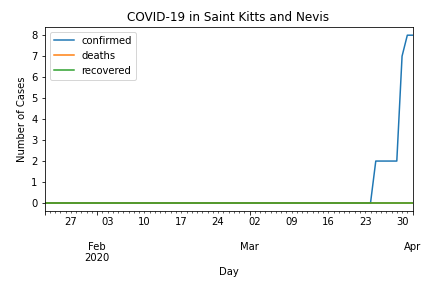 COVID-19 in Saint Kitts and Nevis
confirmed
deaths
recovered
Number of Cases
8
7
6
5
4
3
2
1
0
27 03 10 17 24 02 09 16 23 30
Feb Mar Apr
2020
Day